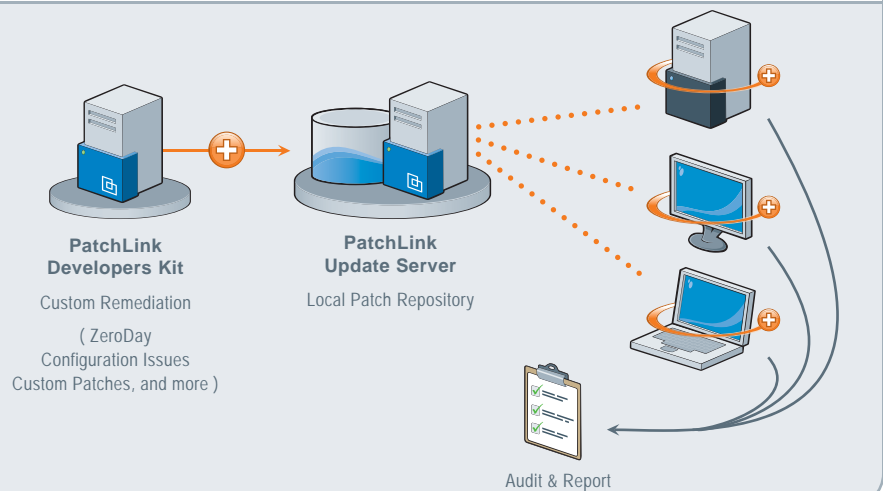 PatchLink
Developers Kit
Custom Remediation
( ZeroDay
Configuration Issues
Custom Patches, and more )
PatchLink
Update Server
Local Patch Repository
Audit & Report